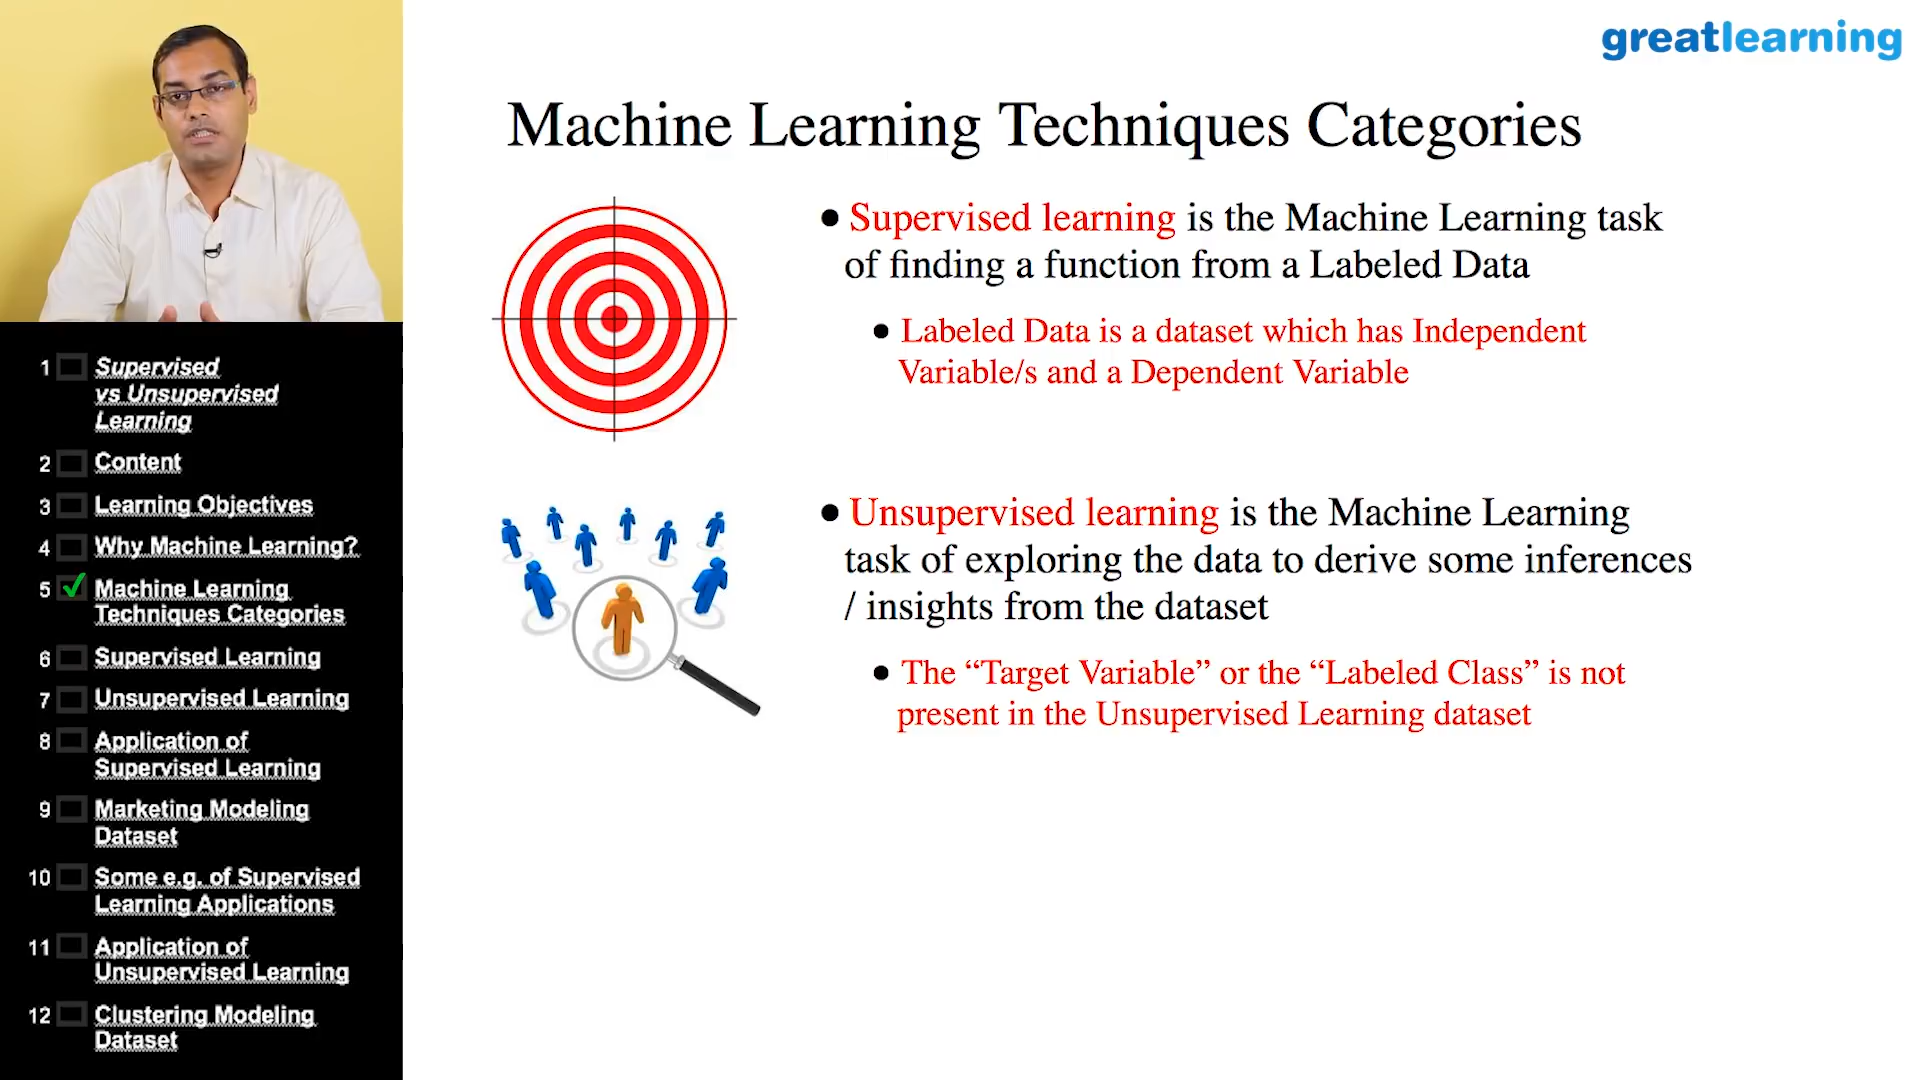 greatlearning
Machine Learning Techniques Categories
● Supervised learning is the Machine Learning task
of finding a function from a Labeled Data
● Labeled Data is a dataset which has Independent
Variable/s and a Dependent Variable
● Unsupervised learning is the Machine Learning
task of exploring the data to derive some inferences
/ insights from the dataset
● The “Target Variable” or the “Labeled Class” is not
present in the Unsupervised Learning dataset
1 Supervised
vs Unsupervised
Learning
2 Content
3 Learning Objectives
4 Why Machine Learning?
5 Machine Learning
Techniques Categories
6 Supervised Learning
7 Unsupervised Learning
8 Application of
Supervised Learning
9 Marketing Modeling
Dataset
10 Some e.g. of Supervised
Learning Applications
11 Application of
Unsupervised Learning
12 Clustering Modeling
Dataset